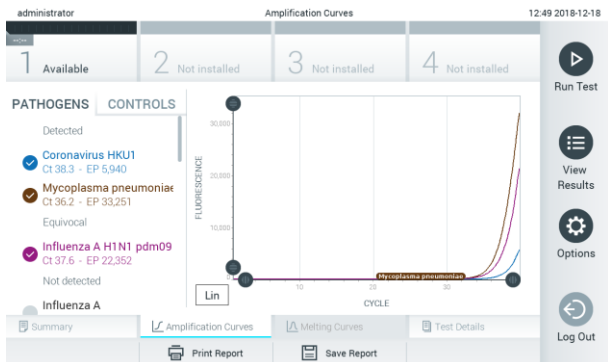 administrator
Amplification Curves
12:49 2018-12-18
1 Available
2 Not installed
3 Not installed
4 Not installed
Run Test
View
Results
Options
Log Out
PATHOGENS CONTROLS
Detected
Coronavirus HKU1
Ct 38.3 - EP 5,940
Mycoplasma pneumoniae
Ct 36.2 - EP 33,251
Equivocal
Influenza A H1N1 pdm09
Ct 37.6 - EP 22,352
Not detected
Influenza A
FLUORESCENCE
30,000
20,000
10,000
0
Mycoplasma pneumoniae
10 20 30
CYCLE
Lin
Summary
Amplification Curves
Melting Curves
Test Details
Print Report
Save Report